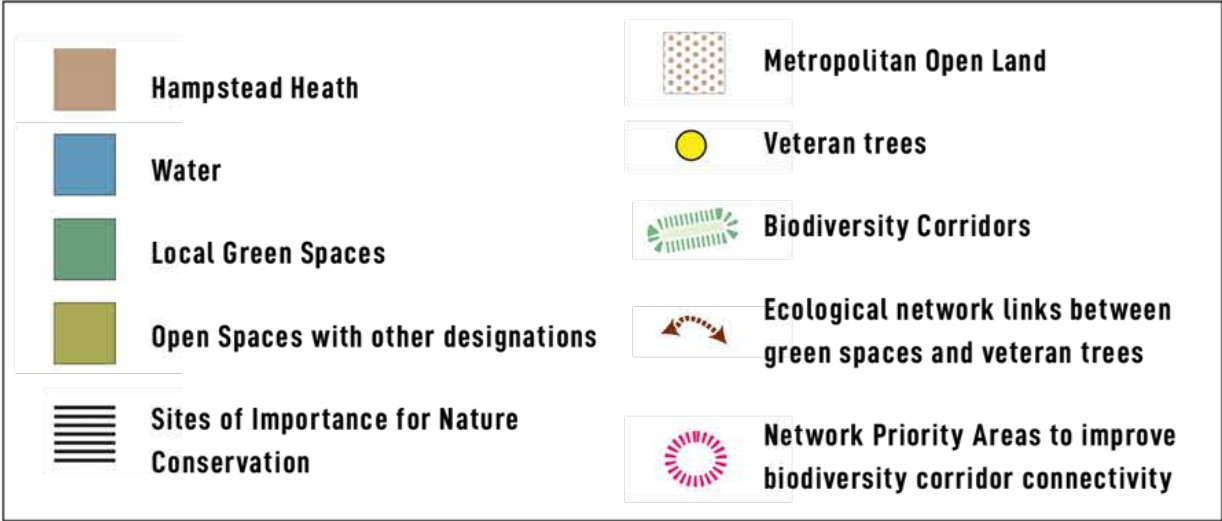 Hampstead Heath
Water
Local Green Spaces
Open Spaces with other designations
Sites of Importance for Nature
Conservation
Metropolitan Open Land
Veteran trees
Biodiversity Corridors
Ecological network links between
green spaces and veteran trees
Network Priority Areas to improve
biodiversity corridor connectivity